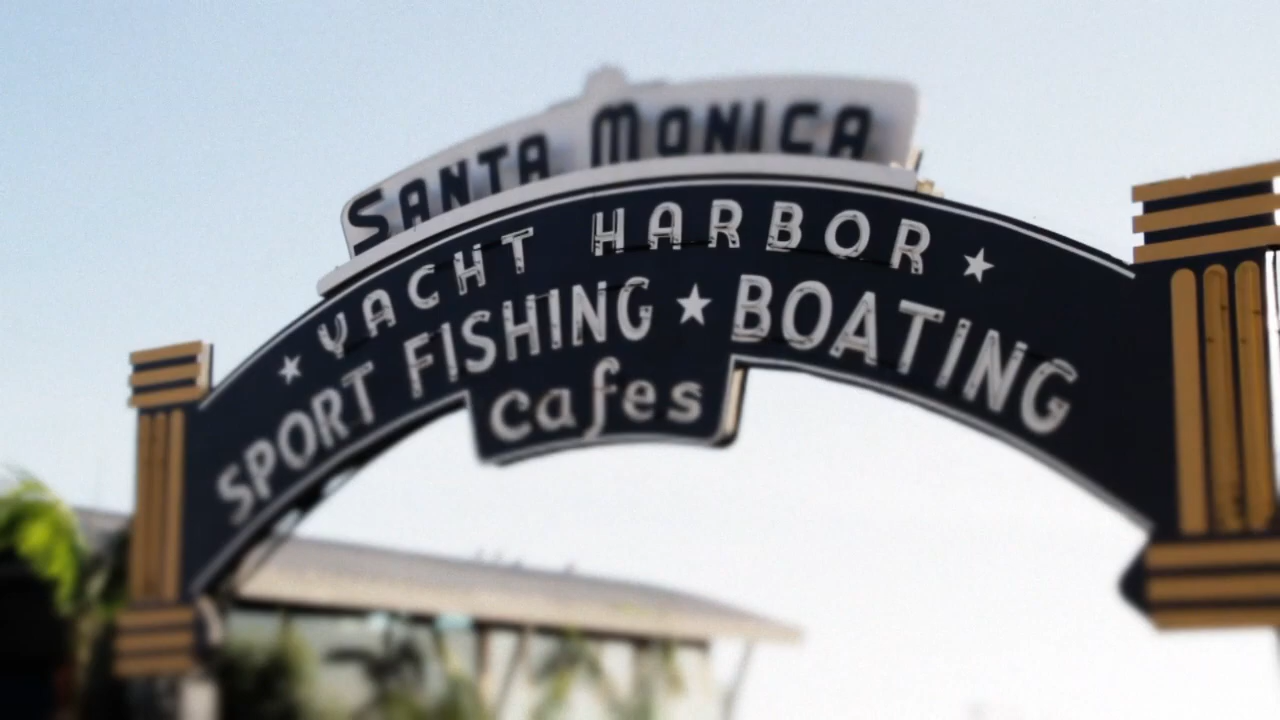 SANTA MONICA
★ YACHT HARBOR ★
SPORT FISHING ★ BOATING
Cafes